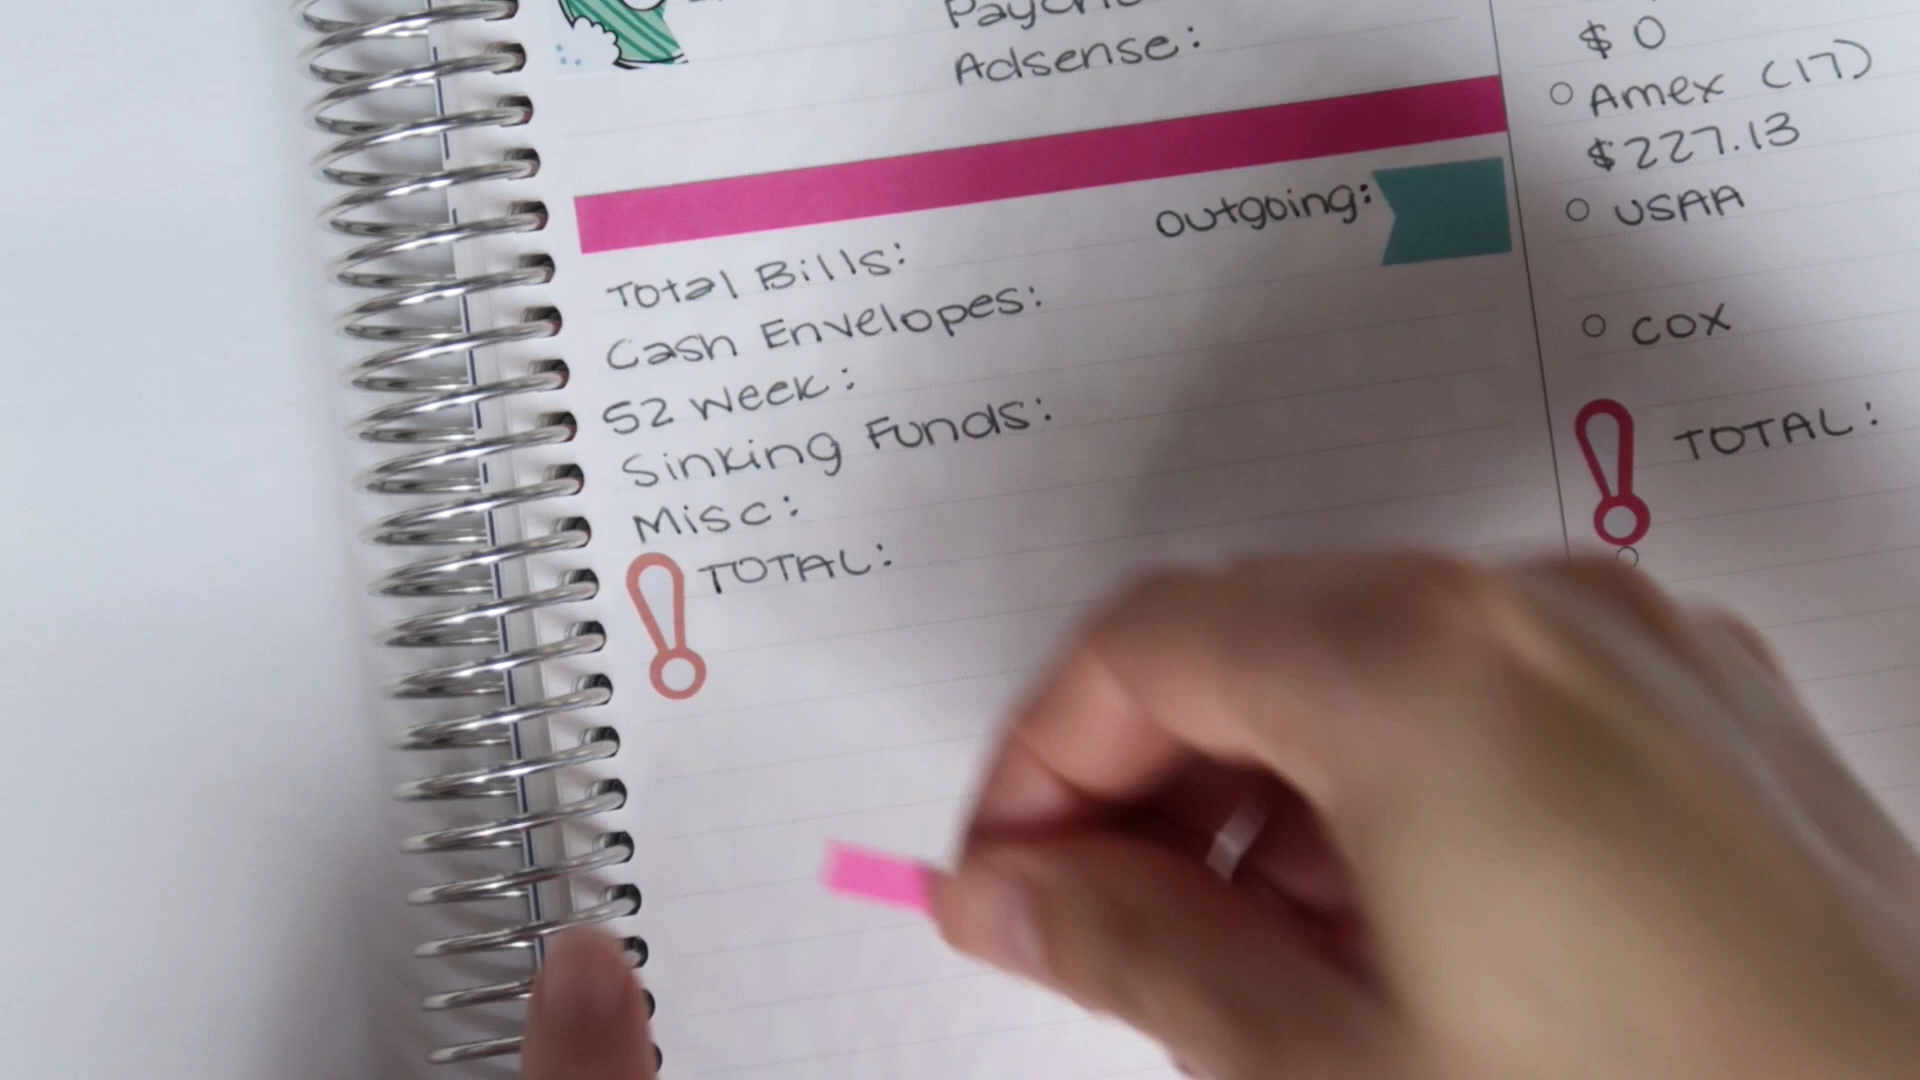 Adsense:
Outgoing:
Total Bills:
Cash Envelopes:
52 Week:
Sinking Funds:
Misc:
TOTAL:
$0
Amex (17)
$227.13
USAA
COX
TOTAL: